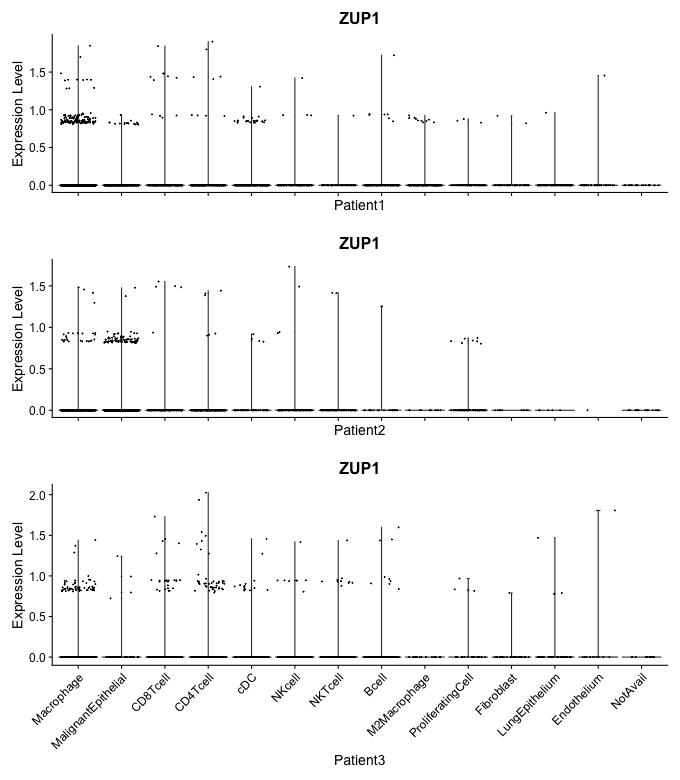 ZUP1
Expression Level
1.5
1.0
0.5
0.0
Patient1
ZUP1
Expression Level
1.5
1.0
0.5
0.0
Patient2
ZUP1
Expression Level
2.0
1.5
1.0
0.5
0.0
Macrophage
MalignantEpithelial
CD8Tcell
CD4Tcell
cDC
NKcell
NKTcell
Bcell
M2Macrophage
ProliferatingCell
Fibroblast
LungEpithelium
Endothelium
NotAvail
Patient3